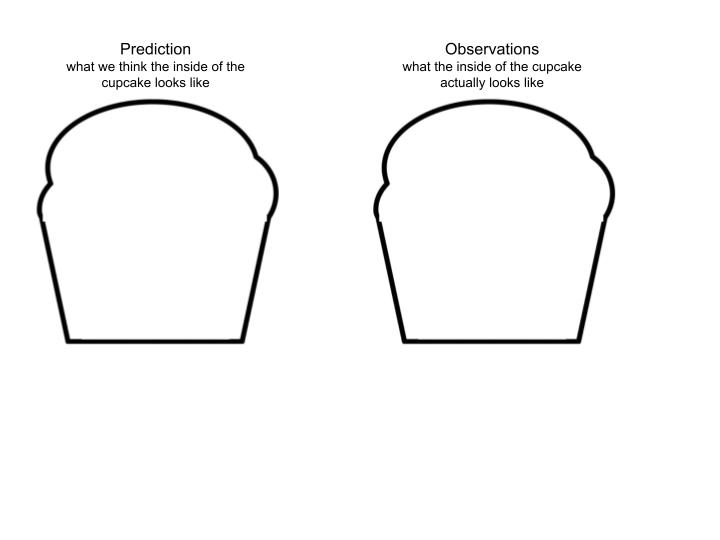 Prediction
what we think the inside of the
cupcake looks like
Observations
what the inside of the cupcake
actually looks like